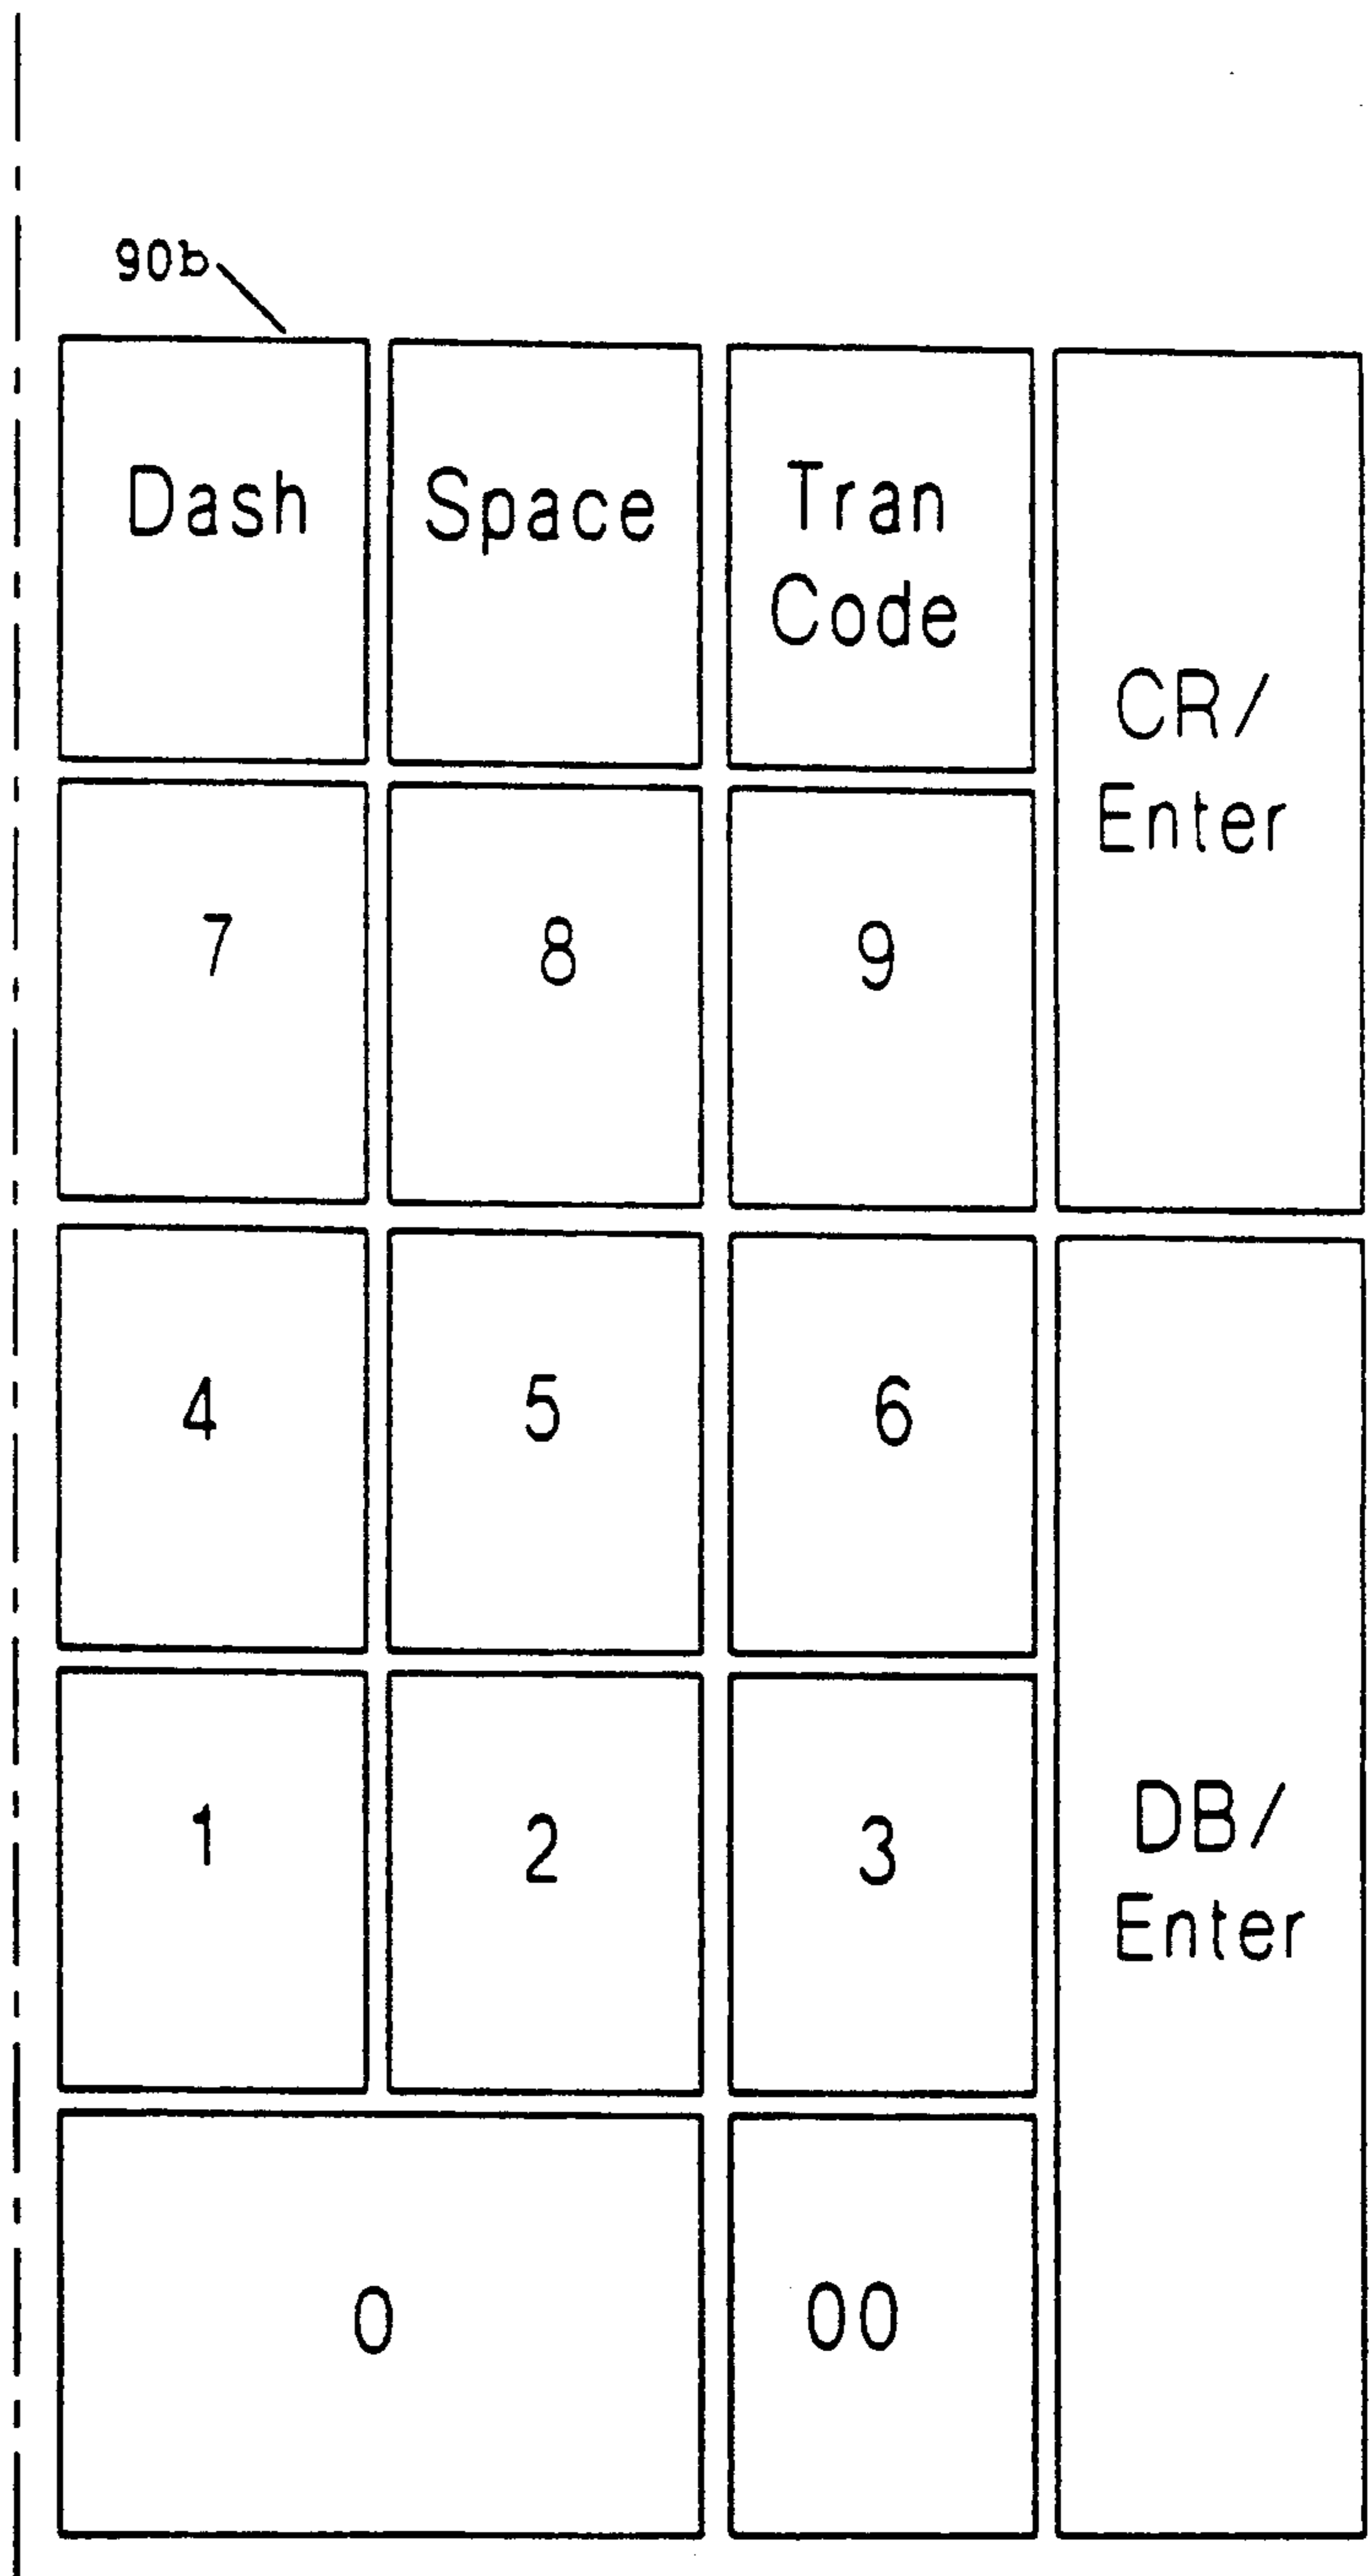 90b
Dash
Space
Tran
Code
CR/
Enter
7
8
9
4
5
6
DB/
Enter
1
2
3
0
00